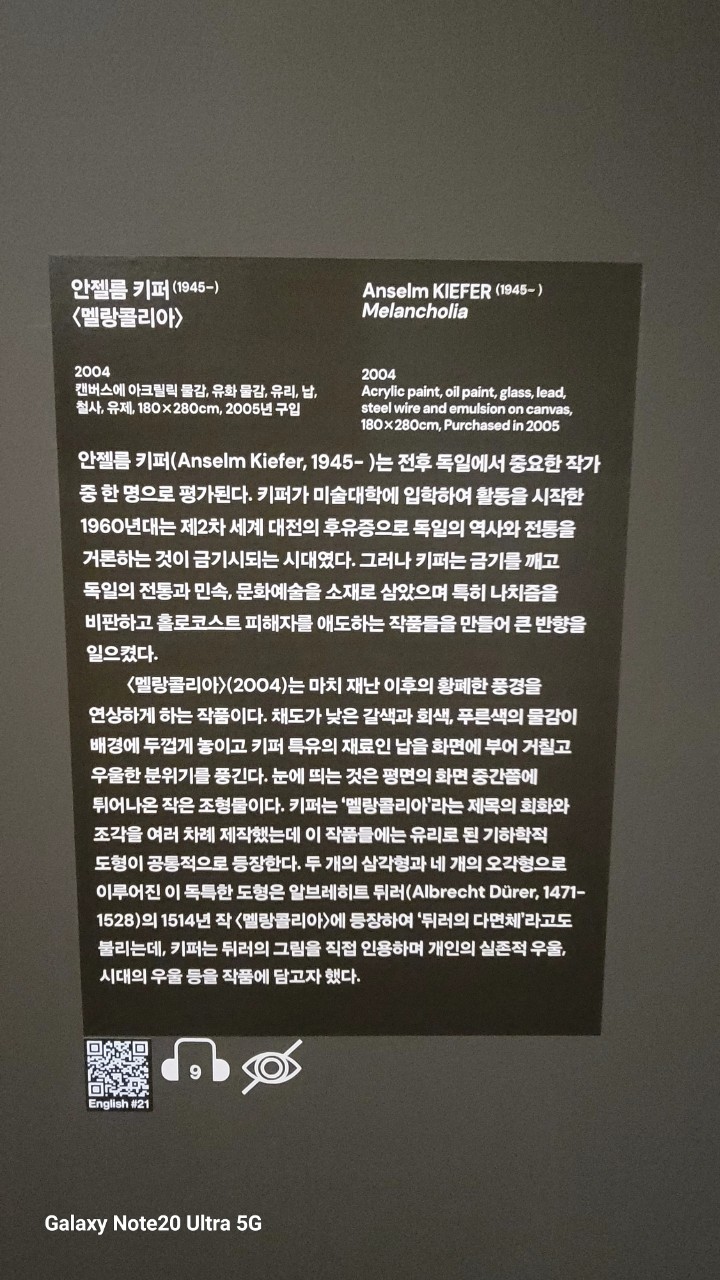 안젤름 키퍼 (1945–)
〈멜랑콜리아〉
Anselm KIEFER (1945– )
Melancholia
2004
캔버스에 아크릴릭 물감, 유화 물감, 유리, 납,
철사, 유제, 180×280cm, 2005년 구입
2004
Acrylic paint, oil paint, glass, lead,
steel wire and emulsion on canvas,
180×280cm, Purchased in 2005
안젤름 키퍼(Anselm Kiefer, 1945– )는 전후 독일에서 중요한 작가
중 한 명으로 평가된다. 키퍼가 미술대학에 입학하여 활동을 시작한
1960년대는 제2차 세계 대전의 후유증으로 독일의 역사와 전통을
거론하는 것이 금기시되는 시대였다. 그러나 키퍼는 금기를 깨고
독일의 전통과 민속, 문화예술을 소재로 삼았으며 특히 나치즘을
비판하고 홀로코스트 피해자를 애도하는 작품들을 만들어 큰 반향을
일으켰다.
〈멜랑콜리아〉(2004)는 마치 재난 이후의 황폐한 풍경을
연상하게 하는 작품이다. 채도가 낮은 갈색과 회색, 푸른색의 물감이
배경에 두껍게 놓이고 키퍼 특유의 재료인 납을 화면에 부어 거칠고
우울한 분위기를 풍긴다. 눈에 띄는 것은 평면의 화면 중간쯤에
튀어나온 작은 조형물이다. 키퍼는 ‘멜랑콜리아’라는 제목의 회화와
조각을 여러 차례 제작했는데 이 작품들에는 유리로 된 기하학적
도형이 공통적으로 등장한다. 두 개의 삼각형과 네 개의 오각형으로
이루어진 이 독특한 도형은 알브레히트 뒤러(Albrecht Dürer, 1471–
1528)의 1514년 작 〈멜랑콜리아〉에 등장하여 ‘뒤러의 다면체’라고도
불리는데, 키퍼는 뒤러의 그림을 직접 인용하며 개인의 실존적 우울,
시대의 우울 등을 작품에 담고자 했다.
9
English #21
Galaxy Note20 Ultra 5G